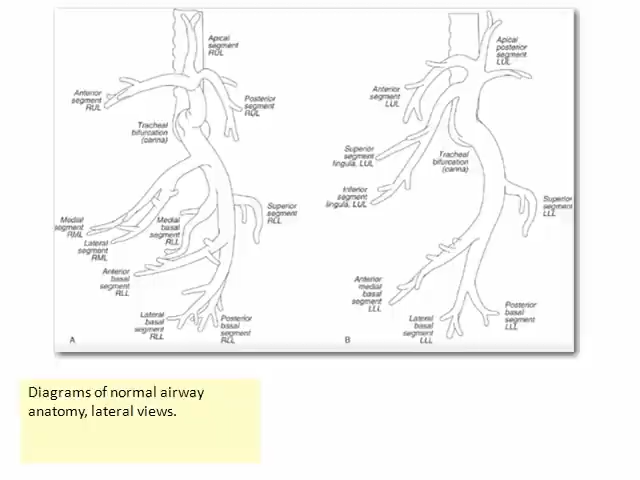 Apical
segment
RUL
Anterior
segment
RUL
Posterior
segment
RUL
Tracheal
bifurcation
(carina)
Superior
segment
RLL
Medial
segment
RML
Lateral
segment
RML
Medial
basal
segment
RLL
Anterior
basal
segment
RLL
Lateral
basal
segment
RLL
Posterior
basal
segment
RLL
A
Apical
posterior
segment
LUL
Anterior
segment
LUL
Superior
segment
lingula, LUL
Tracheal
bifurcation
(carina)
Inferior
segment
lingula, LUL
Superior
segment
LLL
Anterior
medial
basal
segment
LLL
Lateral
basal
segment
LLL
Posterior
basal
segment
LLL
B
Diagrams of normal airway
anatomy, lateral views.